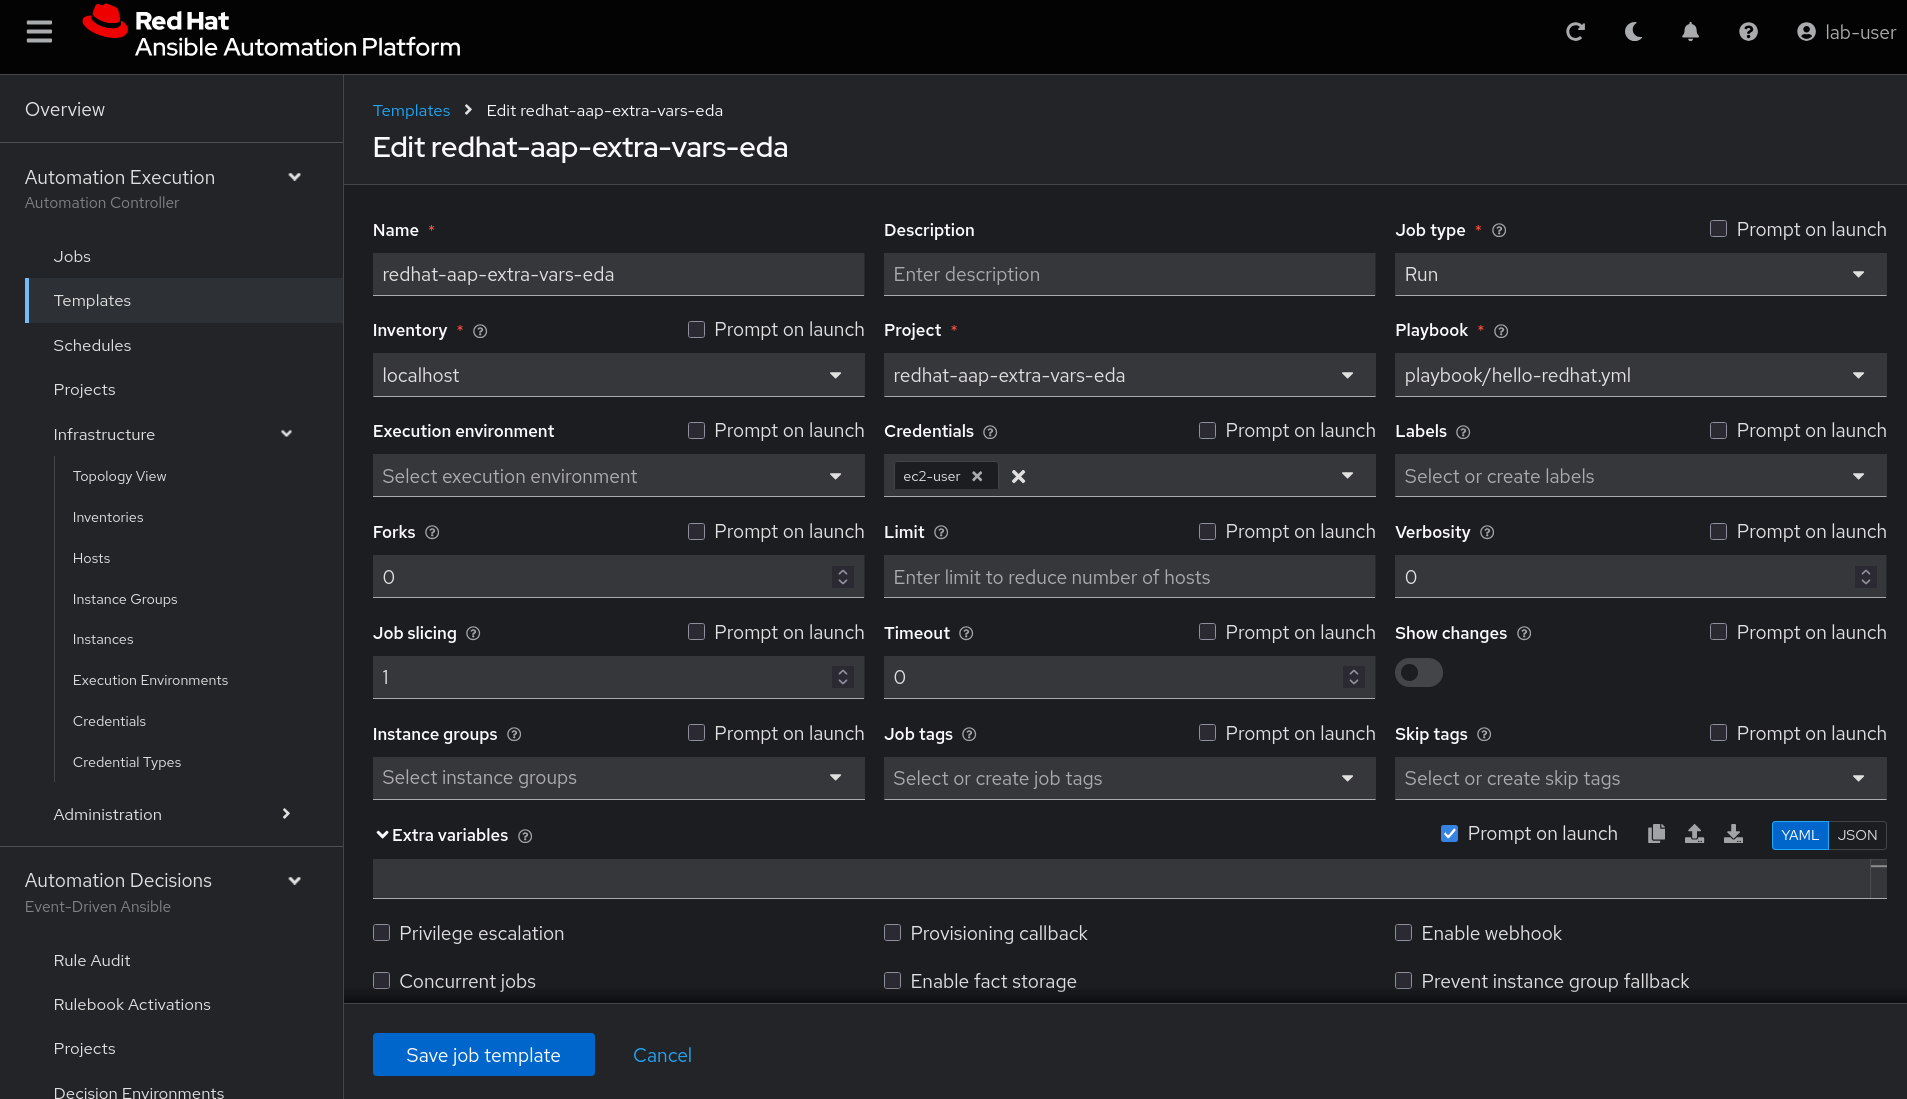 Red Hat
Ansible Automation Platform
lab-user
Overview
Automation Execution
Automation Controller
Jobs
Templates
Schedules
Projects
Infrastructure
Topology View
Inventories
Hosts
Instance Groups
Instances
Execution Environments
Credentials
Credential Types
Administration
Automation Decisions
Event-Driven Ansible
Rule Audit
Rulebook Activations
Projects
Decision Environments
Templates > Edit redhat-aap-extra-vars-eda
Edit redhat-aap-extra-vars-eda
Name *
redhat-aap-extra-vars-eda
Description
Enter description
Job type * Prompt on launch
Run
Inventory * Prompt on launch
localhost
Project *
redhat-aap-extra-vars-eda
Playbook *
playbook/hello-redhat.yml
Execution environment Prompt on launch
Select execution environment
Credentials Prompt on launch
ec2-user
Labels Prompt on launch
Select or create labels
Forks Prompt on launch
0
Limit Prompt on launch
Enter limit to reduce number of hosts
Verbosity Prompt on launch
0
Job slicing Prompt on launch
1
Timeout Prompt on launch
0
Show changes Prompt on launch
Instance groups Prompt on launch
Select instance groups
Job tags Prompt on launch
Select or create job tags
Skip tags Prompt on launch
Select or create skip tags
Extra variables Prompt on launch YAML JSON
Privilege escalation
Provisioning callback
Enable webhook
Concurrent jobs
Enable fact storage
Prevent instance group fallback
Save job template Cancel